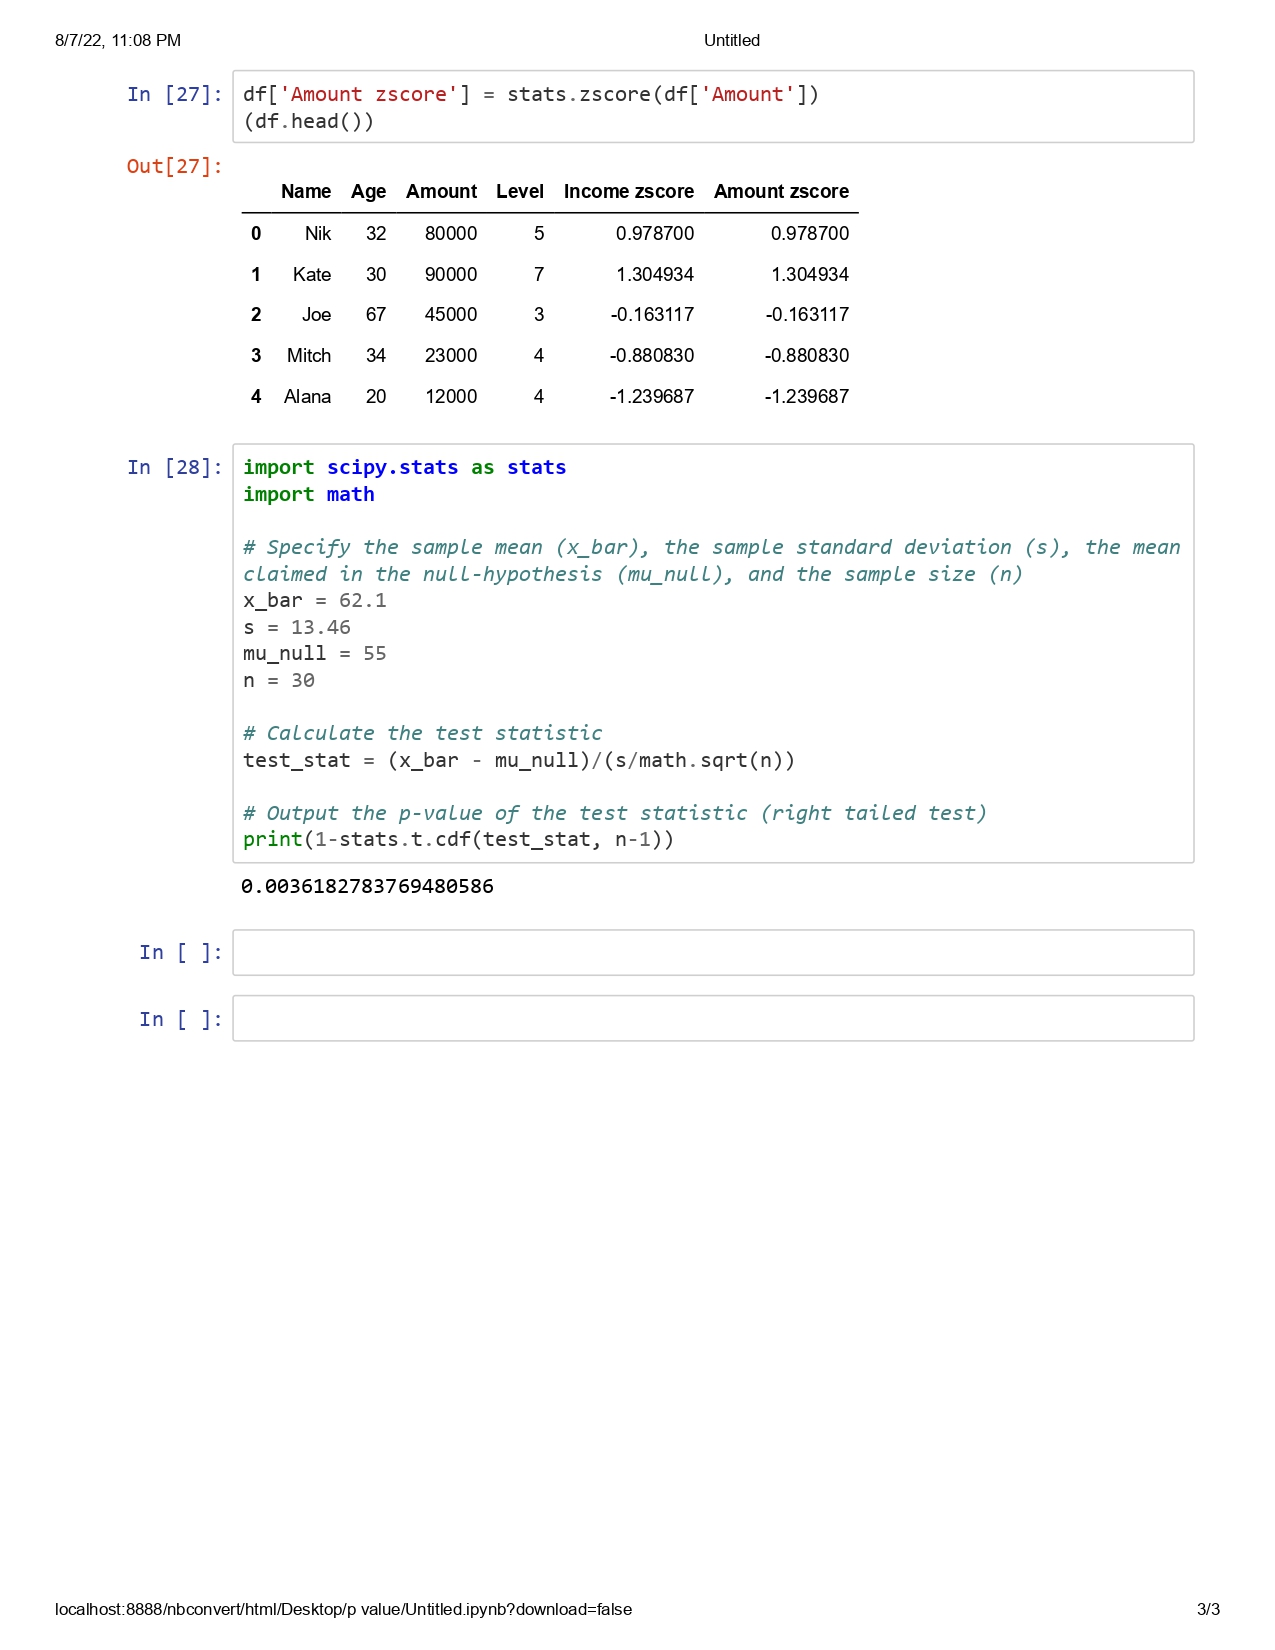 8/7/22, 11:08 PM Untitled
In [27]: df['Amount zscore'] = stats.zscore(df['Amount'])
(df.head())
Out[27]:
Name Age Amount Level Income zscore Amount zscore
0 Nik 32 80000 5 0.978700 0.978700
1 Kate 30 90000 7 1.304934 1.304934
2 Joe 67 45000 3 -0.163117 -0.163117
3 Mitch 34 23000 4 -0.880830 -0.880830
4 Alana 20 12000 4 -1.239687 -1.239687
In [28]: import scipy.stats as stats
import math
# Specify the sample mean (x_bar), the sample standard deviation (s), the mean
claimed in the null-hypothesis (mu_null), and the sample size (n)
x_bar = 62.1
s = 13.46
mu_null = 55
n = 30
# Calculate the test statistic
test_stat = (x_bar - mu_null)/(s/math.sqrt(n))
# Output the p-value of the test statistic (right tailed test)
print(1-stats.t.cdf(test_stat, n-1))
0.0036182783769480586
In [ ]:
In [ ]:
localhost:8888/nbconvert/html/Desktop/p value/Untitled.ipynb?download=false 3/3